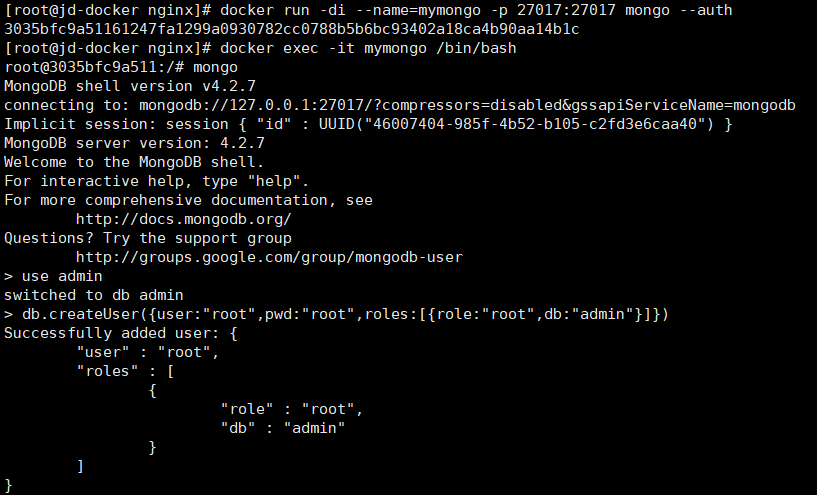 [root@jd-docker nginx]# docker run -di --name=mymongo -p 27017:27017 mongo --auth
3035bfc9a51161247fa1299a0930782cc0788b5b6bc93402a18ca4b90aa14b1c
[root@jd-docker nginx]# docker exec -it mymongo /bin/bash
root@3035bfc9a511:/# mongo
MongoDB shell version v4.2.7
connecting to: mongodb://127.0.0.1:27017/?compressors=disabled&gssapiServiceName=mongodb
Implicit session: session { "id" : UUID("46007404-985f-4b52-b105-c2fd3e6caa40") }
MongoDB server version: 4.2.7
Welcome to the MongoDB shell.
For interactive help, type "help".
For more comprehensive documentation, see
        http://docs.mongodb.org/
Questions? Try the support group
        http://groups.google.com/group/mongodb-user
> use admin
switched to db admin
> db.createUser({user:"root",pwd:"root",roles:[{role:"root",db:"admin"}]})
Successfully added user: {
        "user" : "root",
        "roles" : [
                {
                        "role" : "root",
                        "db" : "admin"
                }
        ]
}